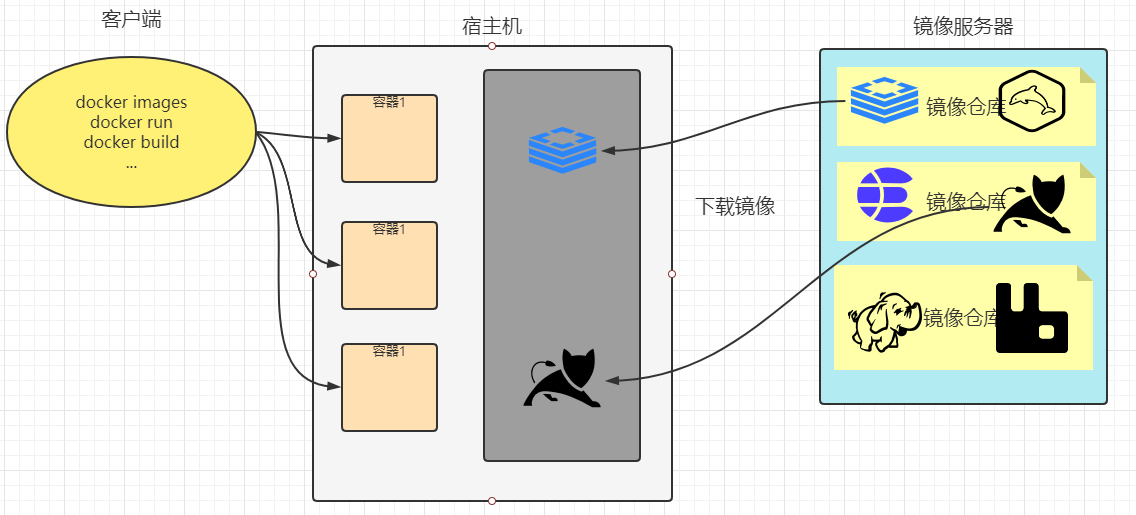 客户端
宿主机
镜像服务器
docker images
docker run
docker build
...
容器1
容器1
容器1
下载镜像
镜像仓库
镜像仓库
镜像仓库